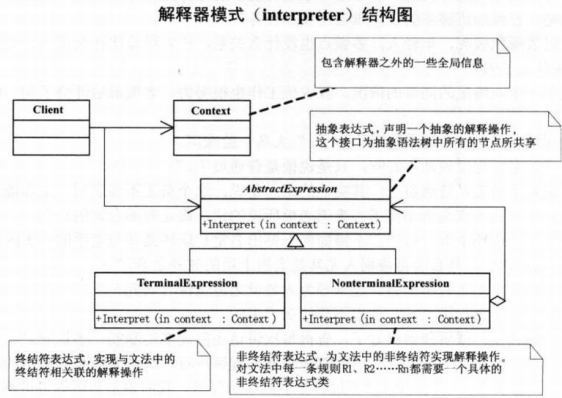 解释器模式（interpreter）结构图
包含解释器之外的一些全局信息
Client
Context
抽象表达式，声明一个抽象的解释操作，
这个接口为抽象语法树中所有的节点所共享
AbstractExpression
+Interpret (in context : Context)
TerminalExpression
NonterminalExpression
+Interpret (in context : Context)
+Interpret (in context : Context)
终结符表达式，实现与文法中的
终结符相关联的解释操作
非终结符表达式，为文法中的非终结符实现解释操作。
对文法中每一条规则R1、R2……Rn都需要一个具体的
非终结符表达式类